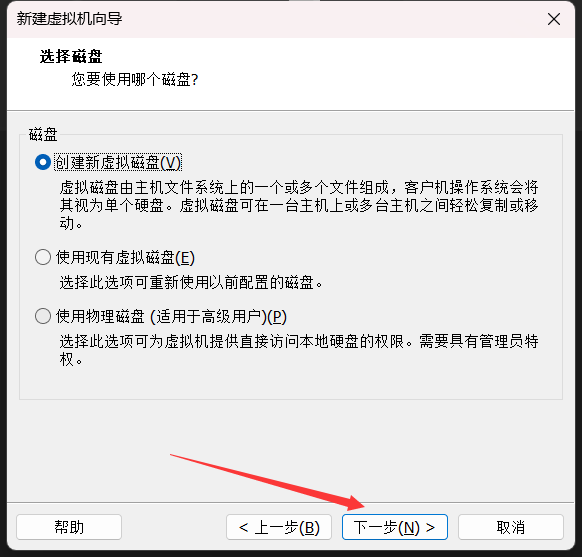 新建虚拟机向导
选择磁盘
您要使用哪个磁盘?
磁盘
创建新虚拟磁盘(V)
虚拟磁盘由主机文件系统上的一个或多个文件组成，客户机操作系统会将
其视为单个硬盘。虚拟磁盘可在一台主机上或多台主机之间轻松复制或移
动。
使用现有虚拟磁盘(E)
选择此选项可重新使用以前配置的磁盘。
使用物理磁盘 (适用于高级用户)(P)
选择此选项可为虚拟机提供直接访问本地硬盘的权限。需要具有管理员特
权。
帮助
< 上一步(B)
下一步(N) >
取消